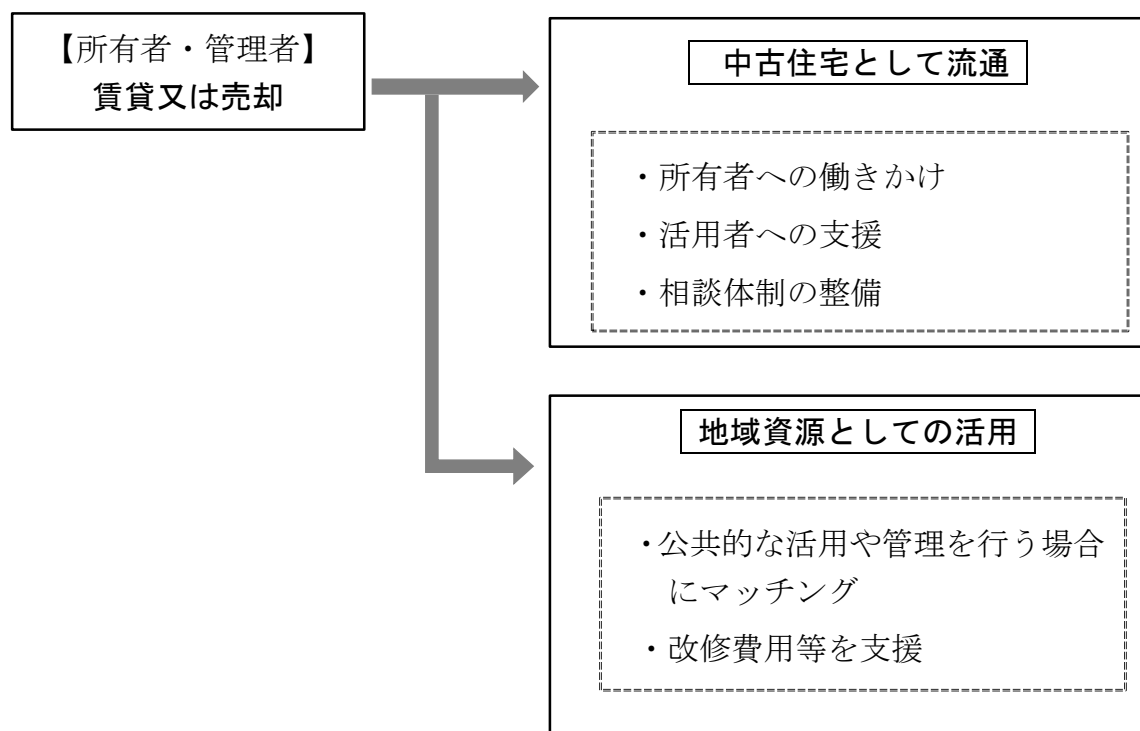 【所有者・管理者】
賃貸又は売却
中古住宅として流通
・所有者への働きかけ
・活用者への支援
・相談体制の整備
地域資源としての活用
・公共的な活用や管理を行う場合
にマッチング
・改修費用等を支援